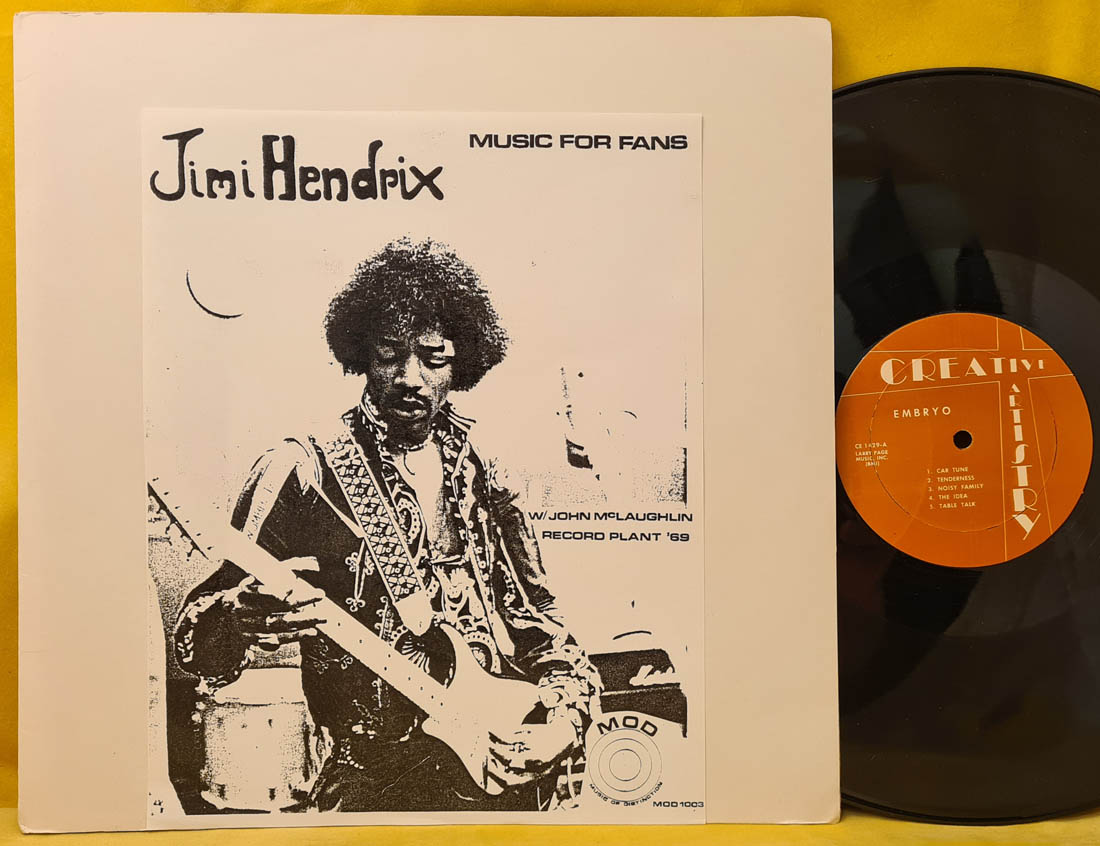 Jimi Hendrix
MUSIC FOR FANS
W/JOHN McLAUGHLIN
RECORD PLANT '69
MOD
MUSIC OF DISTINCTION
MOD 1003
CREATIVE
ARTISTRY
EMBRYO
LARRY PAGE
MUSIC, INC.
(BMI)
1. CAR TUNE
2. TENDERNESS
3. NOISY FAMILY
4. THE IDEA
5. TABLE TALK